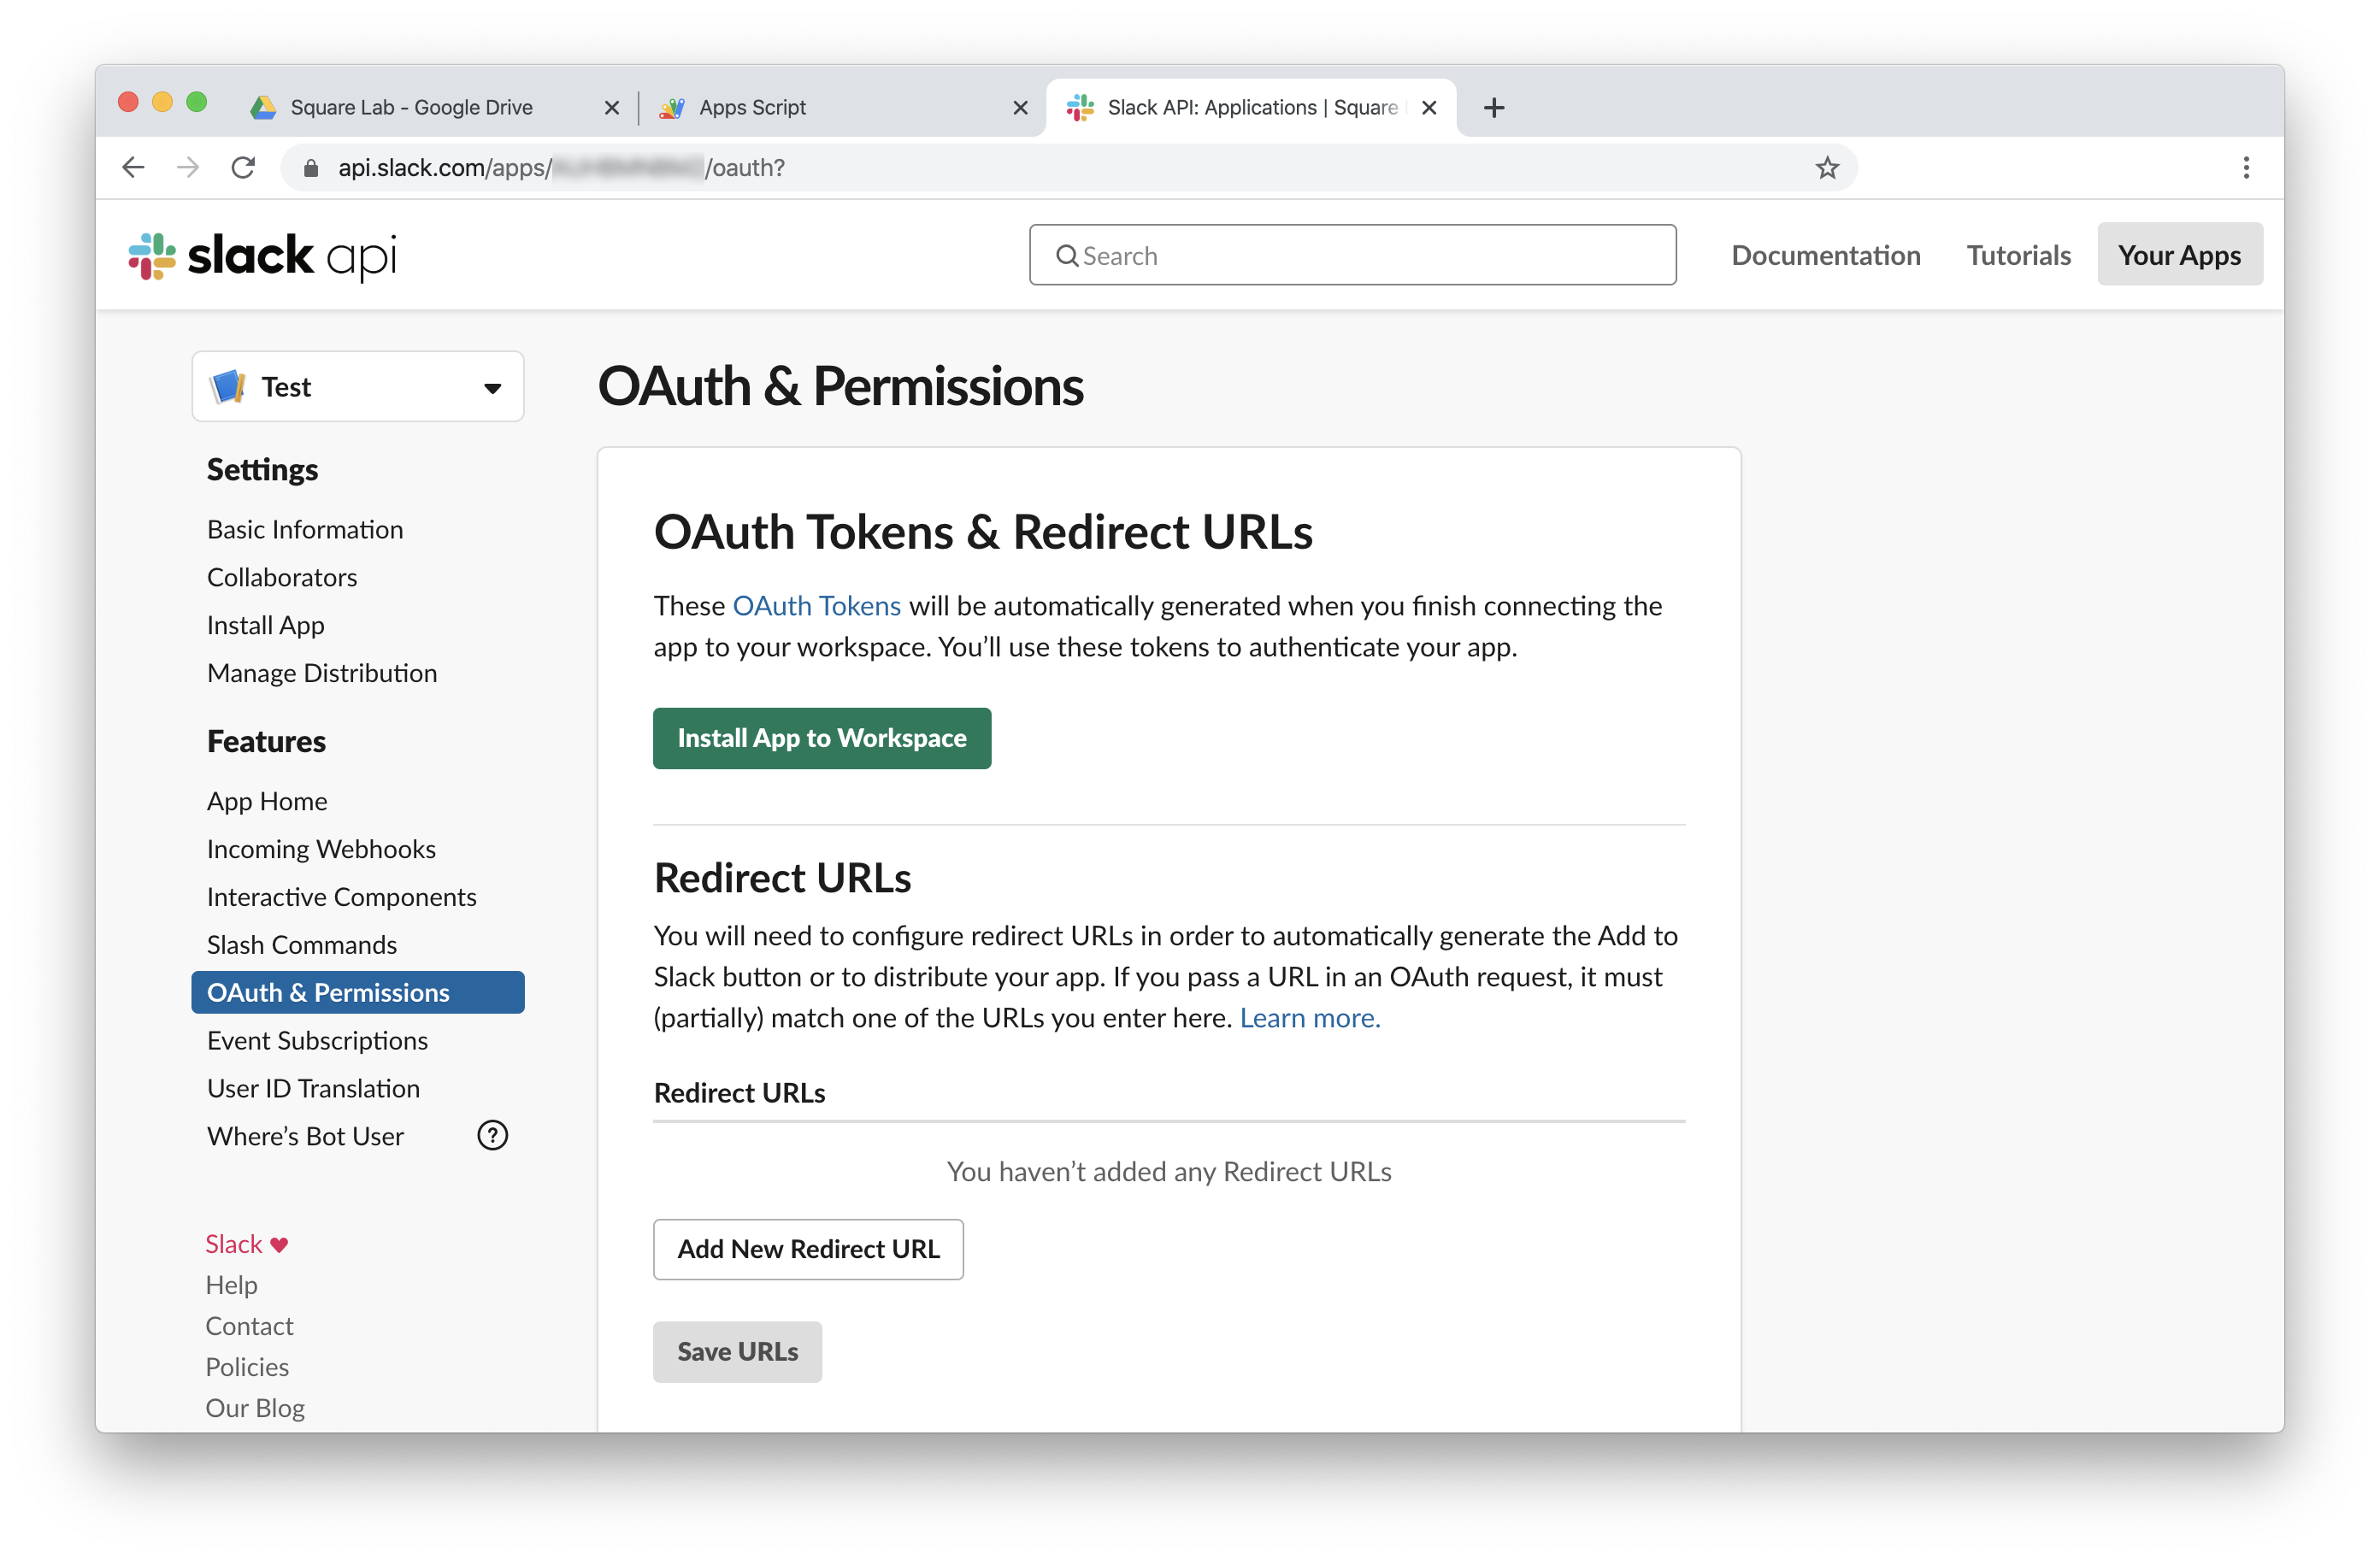 Square Lab - Google Drive
Apps Script
Slack API: Applications | Square
api.slack.com/apps/ /oauth?
slack api
Search
Documentation
Tutorials
Your Apps
Test
OAuth & Permissions
Settings
Basic Information
Collaborators
Install App
Manage Distribution
Features
App Home
Incoming Webhooks
Interactive Components
Slash Commands
OAuth & Permissions
Event Subscriptions
User ID Translation
Where’s Bot User
?
Slack
Help
Contact
Policies
Our Blog
OAuth Tokens & Redirect URLs
These OAuth Tokens will be automatically generated when you finish connecting the
app to your workspace. You’ll use these tokens to authenticate your app.
Install App to Workspace
Redirect URLs
You will need to configure redirect URLs in order to automatically generate the Add to
Slack button or to distribute your app. If you pass a URL in an OAuth request, it must
(partially) match one of the URLs you enter here. Learn more.
Redirect URLs
You haven’t added any Redirect URLs
Add New Redirect URL
Save URLs